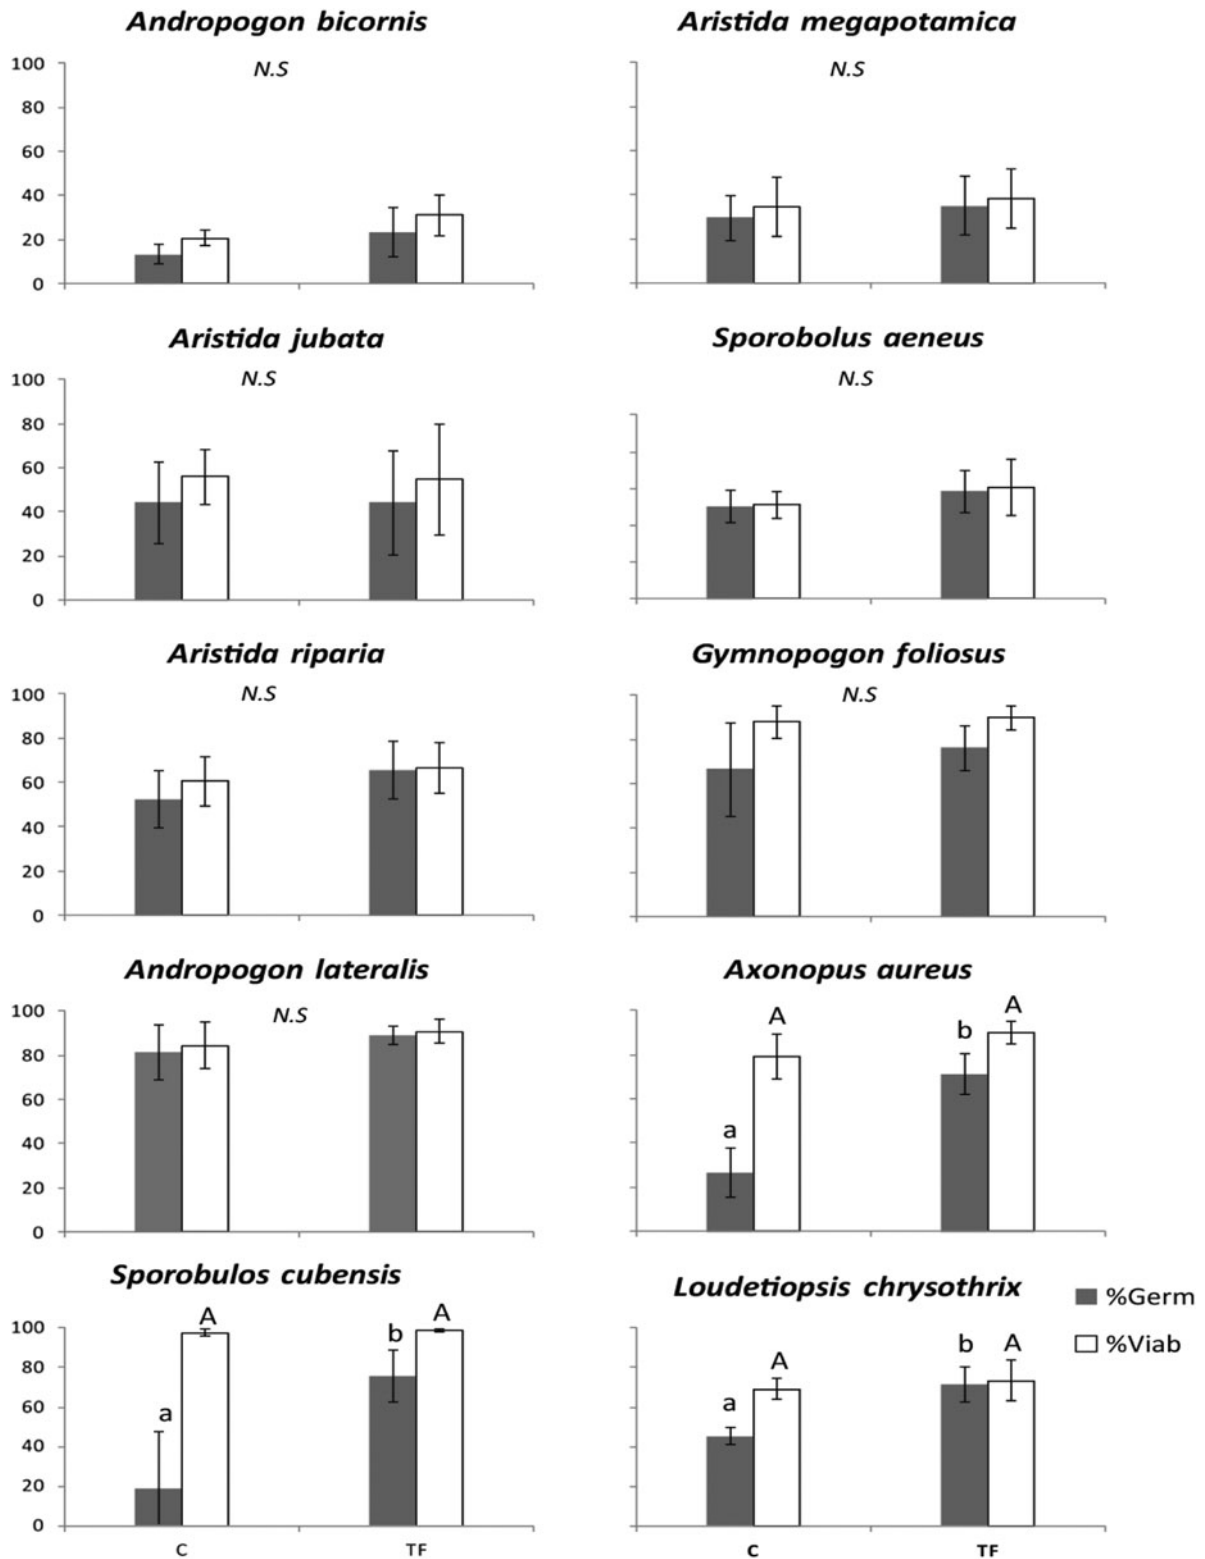 Andropogon bicornis
N.S
100
80
60
40
20
0
Aristida megapotamica
N.S
Aristida jubata
N.S
100
80
60
40
20
0
Sporobolus aeneus
N.S
Aristida riparia
N.S
100
80
60
40
20
0
Gymnopogon foliosus
N.S
Andropogon lateralis
N.S
100
80
60
40
20
0
Axonopus aureus
a
A
b
A
Sporobulos cubensis
100
80
60
40
20
0
a
A
b
A
C
TF
Loudetiopsis chrysothrix
a
A
b
A
C
TF
%Germ
%Viab